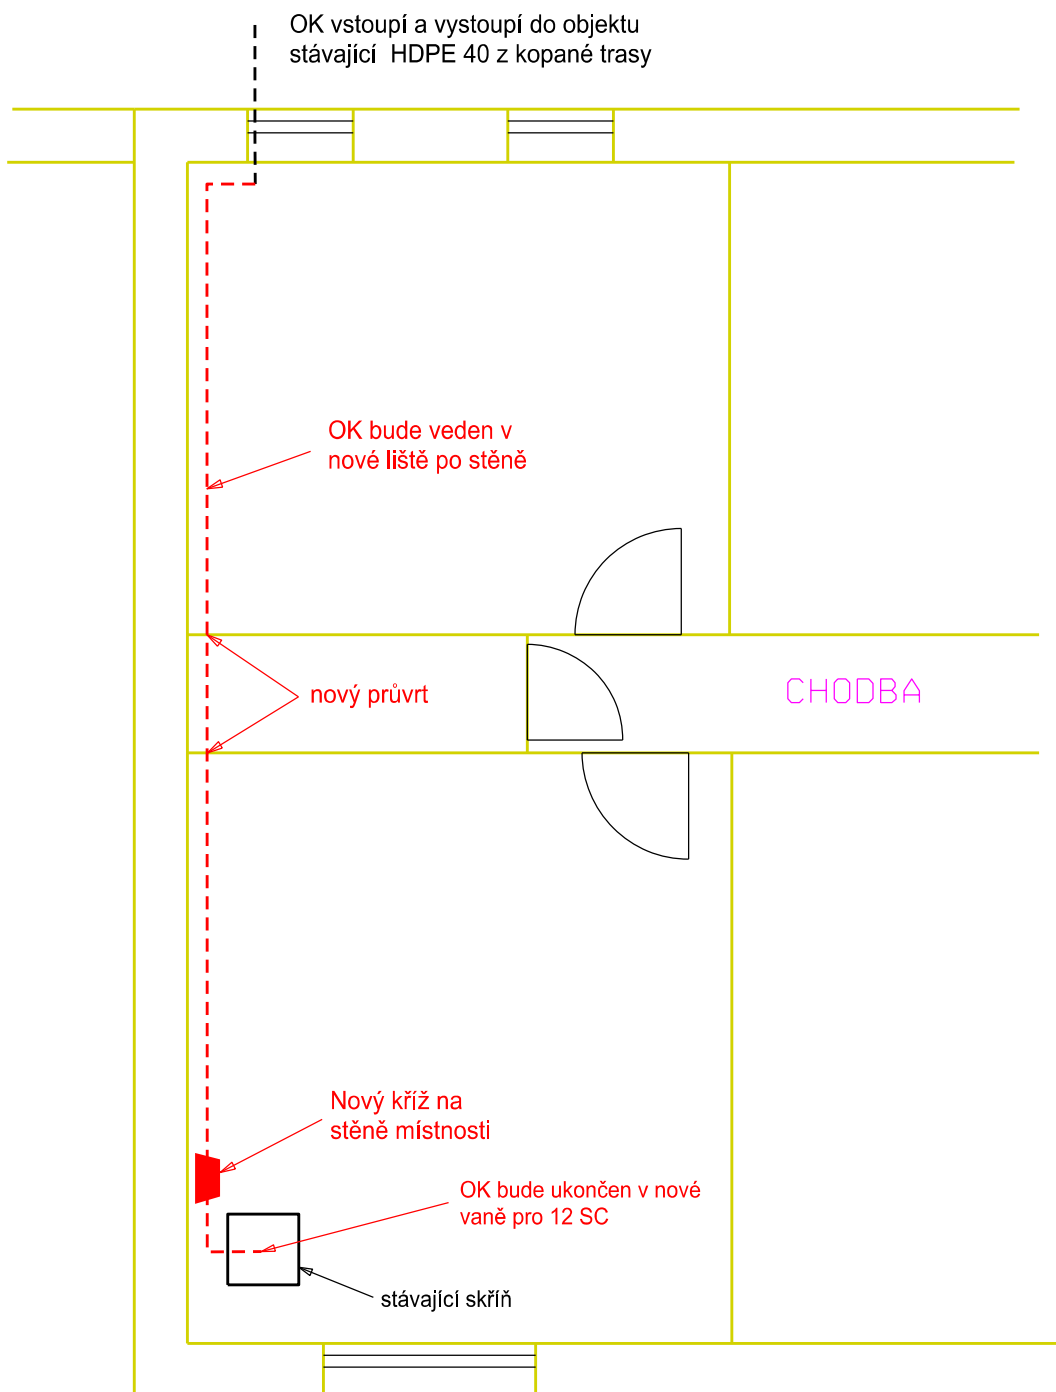 OK vstoupí a vystoupí do objektu
stávající HDPE 40 z kopané trasy
OK bude veden v
nové liště po stěně
nový průvrt
CHODBA
Nový kříž na
stěně místnosti
OK bude ukončen v nové
vaně pro 12 SC
stávající skříň